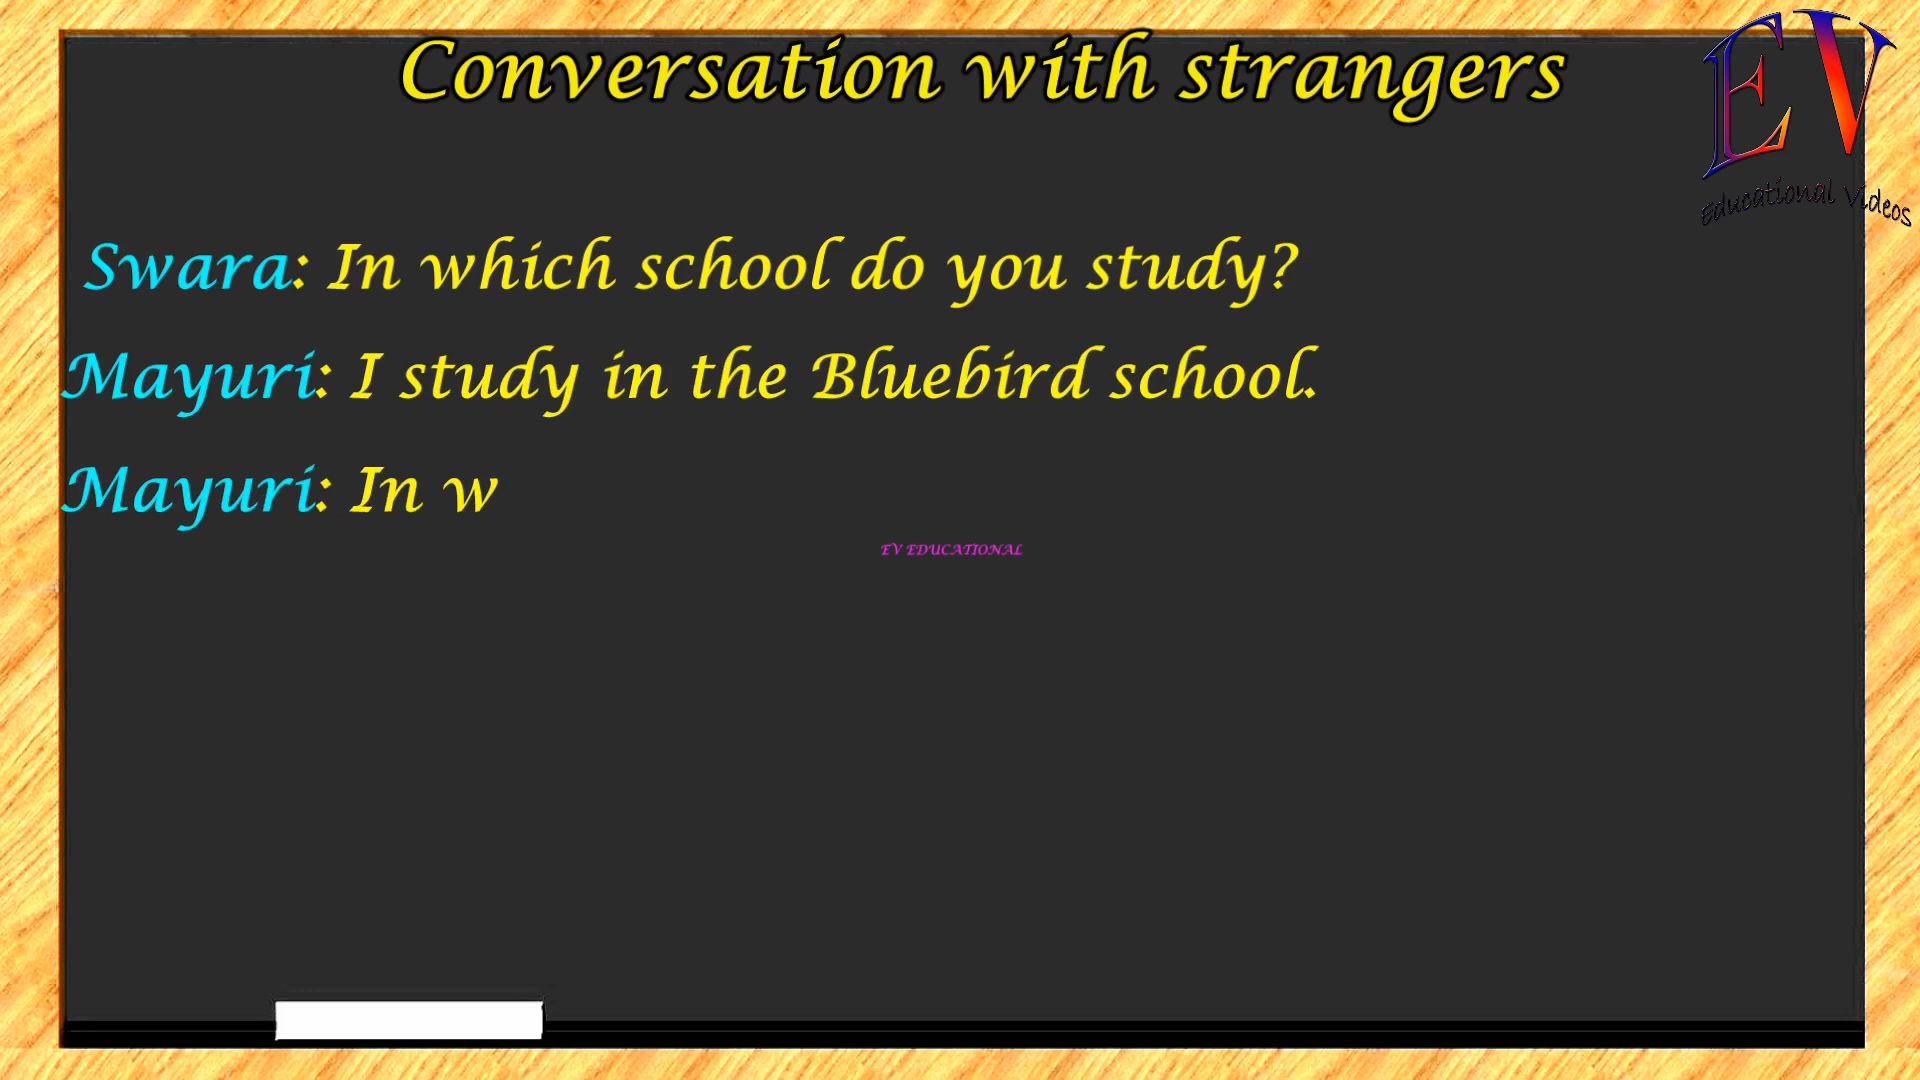 Conversation with strangers
EV
Educational Videos
Swara: In which school do you study?
Mayuri: I study in the Bluebird school.
Mayuri: In w
EV EDUCATIONAL